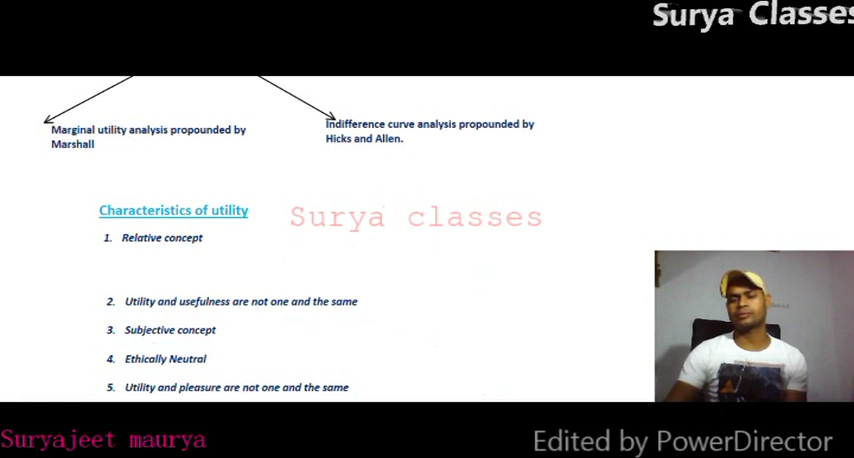 Surya Classes
Marginal utility analysis propounded by
Marshall
Indifference curve analysis propounded by
Hicks and Allen.
Characteristics of utility
Surya classes
1. Relative concept
2. Utility and usefulness are not one and the same
3. Subjective concept
4. Ethically Neutral
5. Utility and pleasure are not one and the same
Suryajeet maurya
Edited by PowerDirector